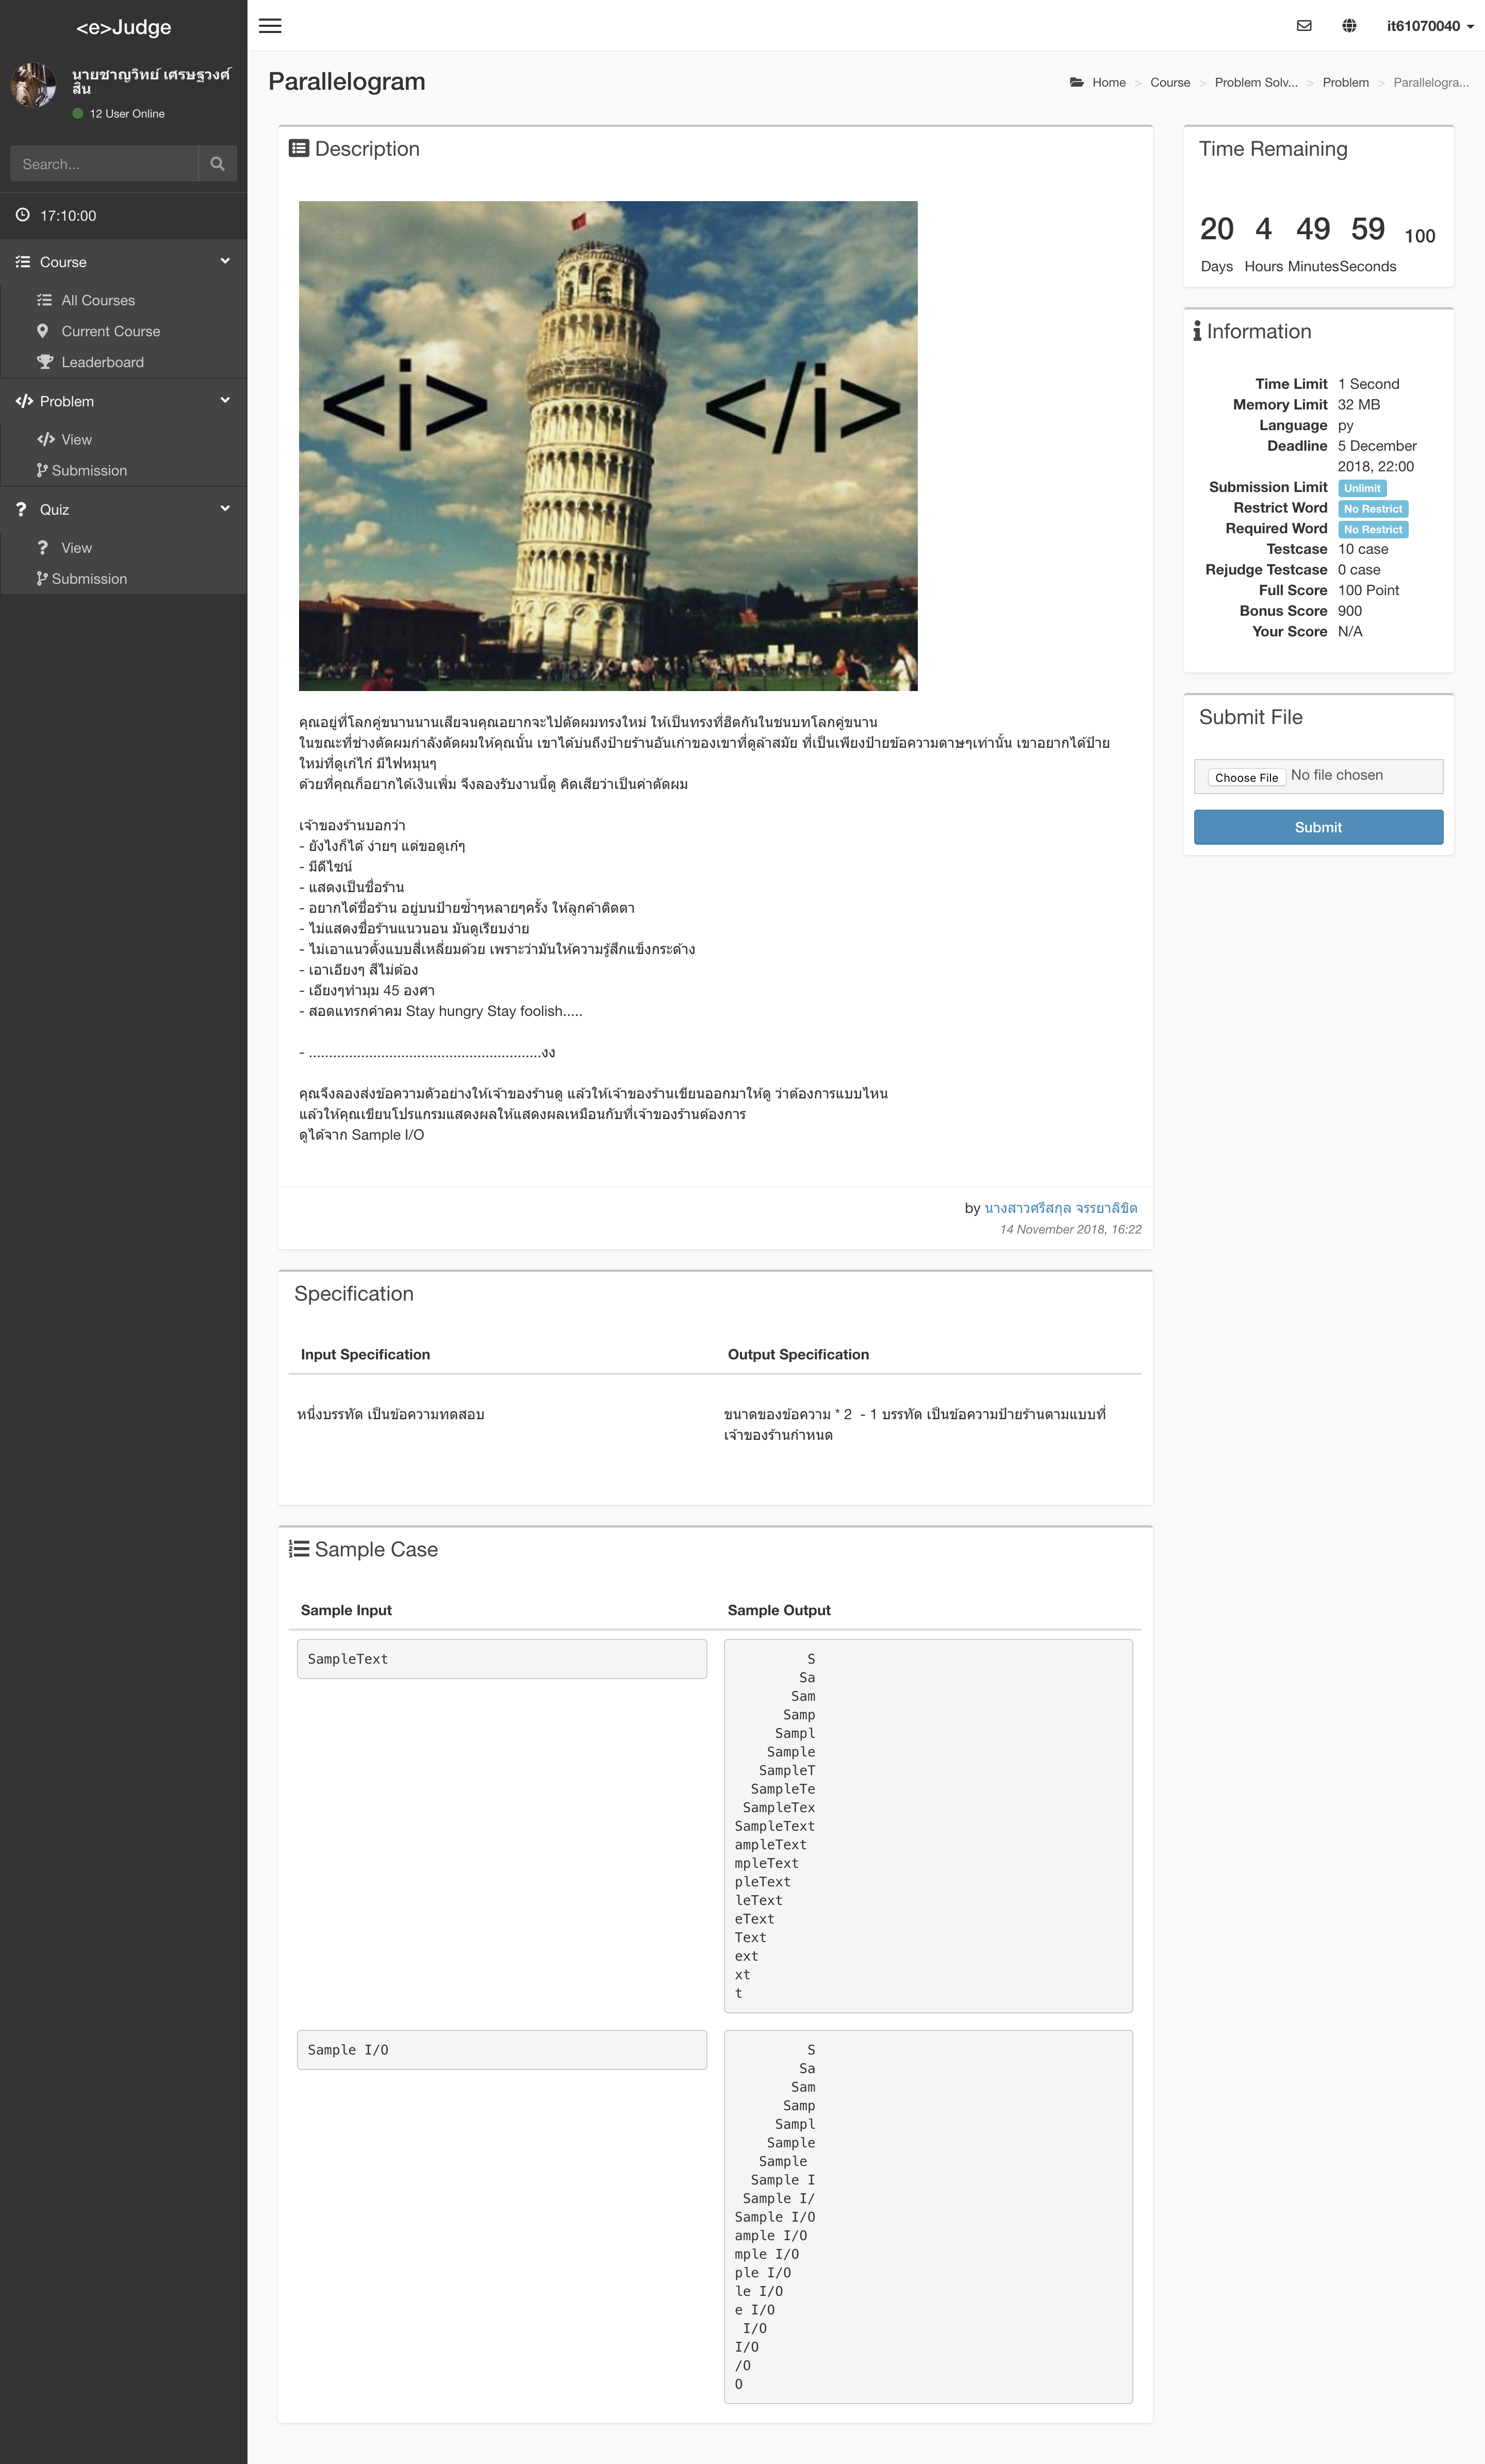 <e>Judge
นายชาญวิทย์ เศรษฐวงศ์
สิน
12 User Online
Search...
17:10:00
Course
All Courses
Current Course
Leaderboard
Problem
View
Submission
Quiz
View
Submission
it61070040
Parallelogram
Home > Course > Problem Solv... > Problem > Parallelogra...
Description
<i> </i>
คุณอยู่ที่โลกคู่ขนานนานเสียจนคุณอยากจะไปตัดผมทรงใหม่ ให้เป็นทรงที่ฮิตกันในชนบทโลกคู่ขนาน
ในขณะที่ช่างตัดผมกำลังตัดผมให้คุณนั้น เขาได้บ่นถึงป้ายร้านอันเก่าของเขาที่ดูล้าสมัย ที่เป็นเพียงป้ายข้อความดาษๆเท่านั้น เขาอยากได้ป้าย
ใหม่ที่ดูเก๋ไก๋ มีไฟหมุนๆ
ด้วยที่คุณก็อยากได้เงินเพิ่ม จึงลองรับงานนี้ดู คิดเสียว่าเป็นค่าตัดผม
เจ้าของร้านบอกว่า
- ยังไงก็ได้ ง่ายๆ แต่ขอดูเก๋ๆ
- มีดีไซน์
- แสดงเป็นชื่อร้าน
- อยากได้ชื่อร้าน อยู่บนป้ายซ้ำๆหลายๆครั้ง ให้ลูกค้าติดตา
- ไม่แสดงชื่อร้านแนวนอน มันดูเรียบง่าย
- ไม่เอาแนวตั้งแบบสี่เหลี่ยมด้วย เพราะว่ามันให้ความรู้สึกแข็งกระด้าง
- เอาเอียงๆ สีไม่ต้อง
- เอียงๆทำมุม 45 องศา
- สอดแทรกคำคม Stay hungry Stay foolish.....
- ..........................................................งง
คุณจึงลองส่งข้อความตัวอย่างให้เจ้าของร้านดู แล้วให้เจ้าของร้านเขียนออกมาให้ดู ว่าต้องการแบบไหน
แล้วให้คุณเขียนโปรแกรมแสดงผลให้แสดงผลเหมือนกับที่เจ้าของร้านต้องการ
ดูได้จาก Sample I/O
by นางสาวศรีสกุล จรรยาลิขิต
14 November 2018, 16:22
Specification
Input Specification Output Specification
หนึ่งบรรทัด เป็นข้อความทดสอบ
ขนาดของข้อความ * 2 - 1 บรรทัด เป็นข้อความป้ายร้านตามแบบที่
เจ้าของร้านกำหนด
Sample Case
Sample Input Sample Output
SampleText
         S
        Sa
       Sam
      Samp
     Sampl
    Sample
   SampleT
  SampleTe
 SampleTex
SampleText
ampleText
mpleText
pleText
leText
eText
Text
ext
xt
t
Sample I/O
         S
        Sa
       Sam
      Samp
     Sampl
    Sample
   Sample
  Sample I
 Sample I/
Sample I/O
ample I/O
mple I/O
ple I/O
le I/O
e I/O
 I/O
I/O
/O
O
Time Remaining
20 4 49 59 100
Days Hours Minutes Seconds
Information
Time Limit 1 Second
Memory Limit 32 MB
Language py
Deadline 5 December
2018, 22:00
Submission Limit Unlimit
Restrict Word No Restrict
Required Word No Restrict
Testcase 10 case
Rejudge Testcase 0 case
Full Score 100 Point
Bonus Score 900
Your Score N/A
Submit File
Choose File No file chosen
Submit